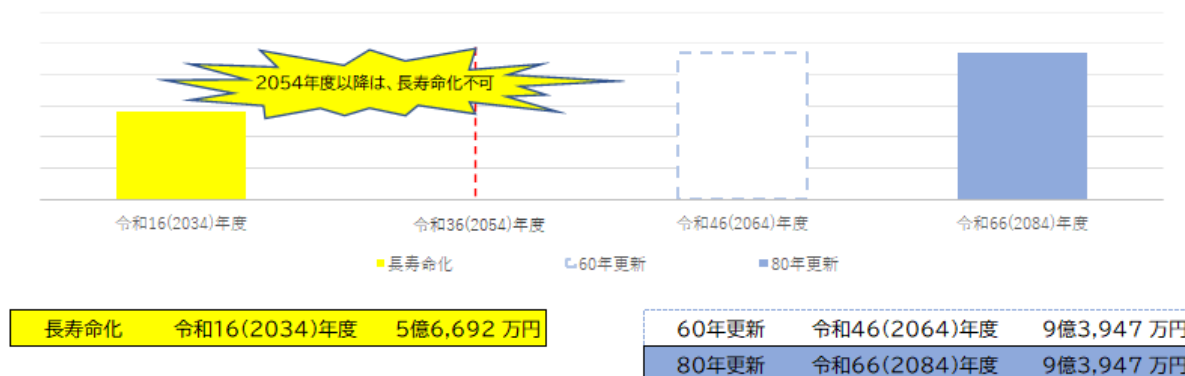 2054年度以降は、長寿命化不可
令和16(2034)年度 令和36(2054)年度 令和46(2064)年度 令和66(2084)年度
長寿命化 60年更新 80年更新
長寿命化 令和16(2034)年度 5億6,692 万円
60年更新 令和46(2064)年度 9億3,947 万円
80年更新 令和66(2084)年度 9億3,947 万円